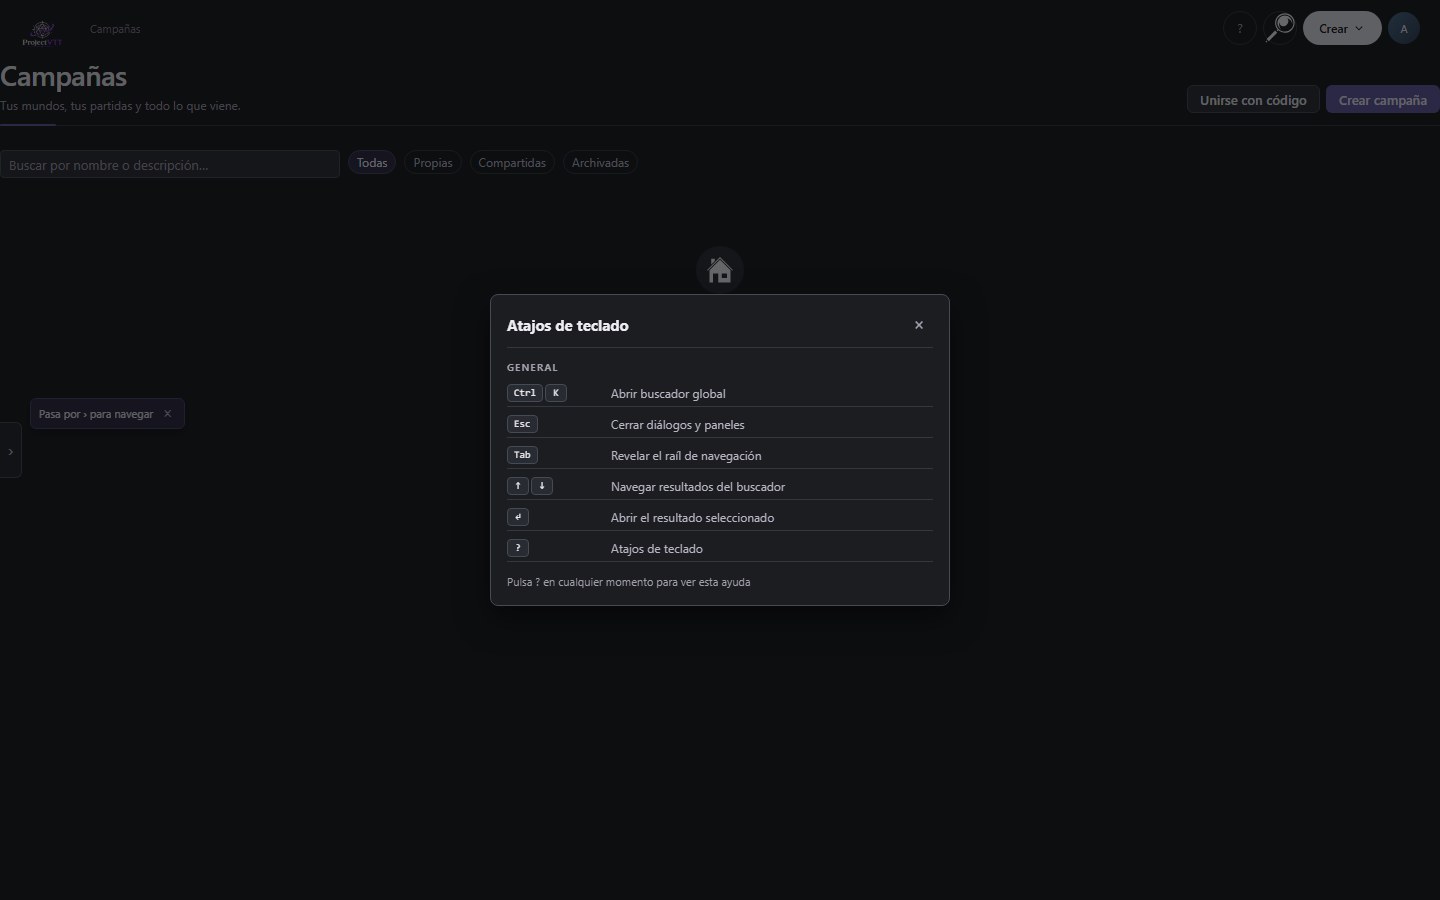 ProjectVTT
Campañas
?
Crear
A
Campañas
Tus mundos, tus partidas y todo lo que viene.
Unirse con código
Crear campaña
Buscar por nombre o descripción...
Todas
Propias
Compartidas
Archivadas
Atajos de teclado
×
GENERAL
Ctrl K Abrir buscador global
Esc Cerrar diálogos y paneles
Tab Revelar el raíl de navegación
↑ ↓ Navegar resultados del buscador
↵ Abrir el resultado seleccionado
? Atajos de teclado
Pulsa ? en cualquier momento para ver esta ayuda
Pasa por › para navegar ×
›